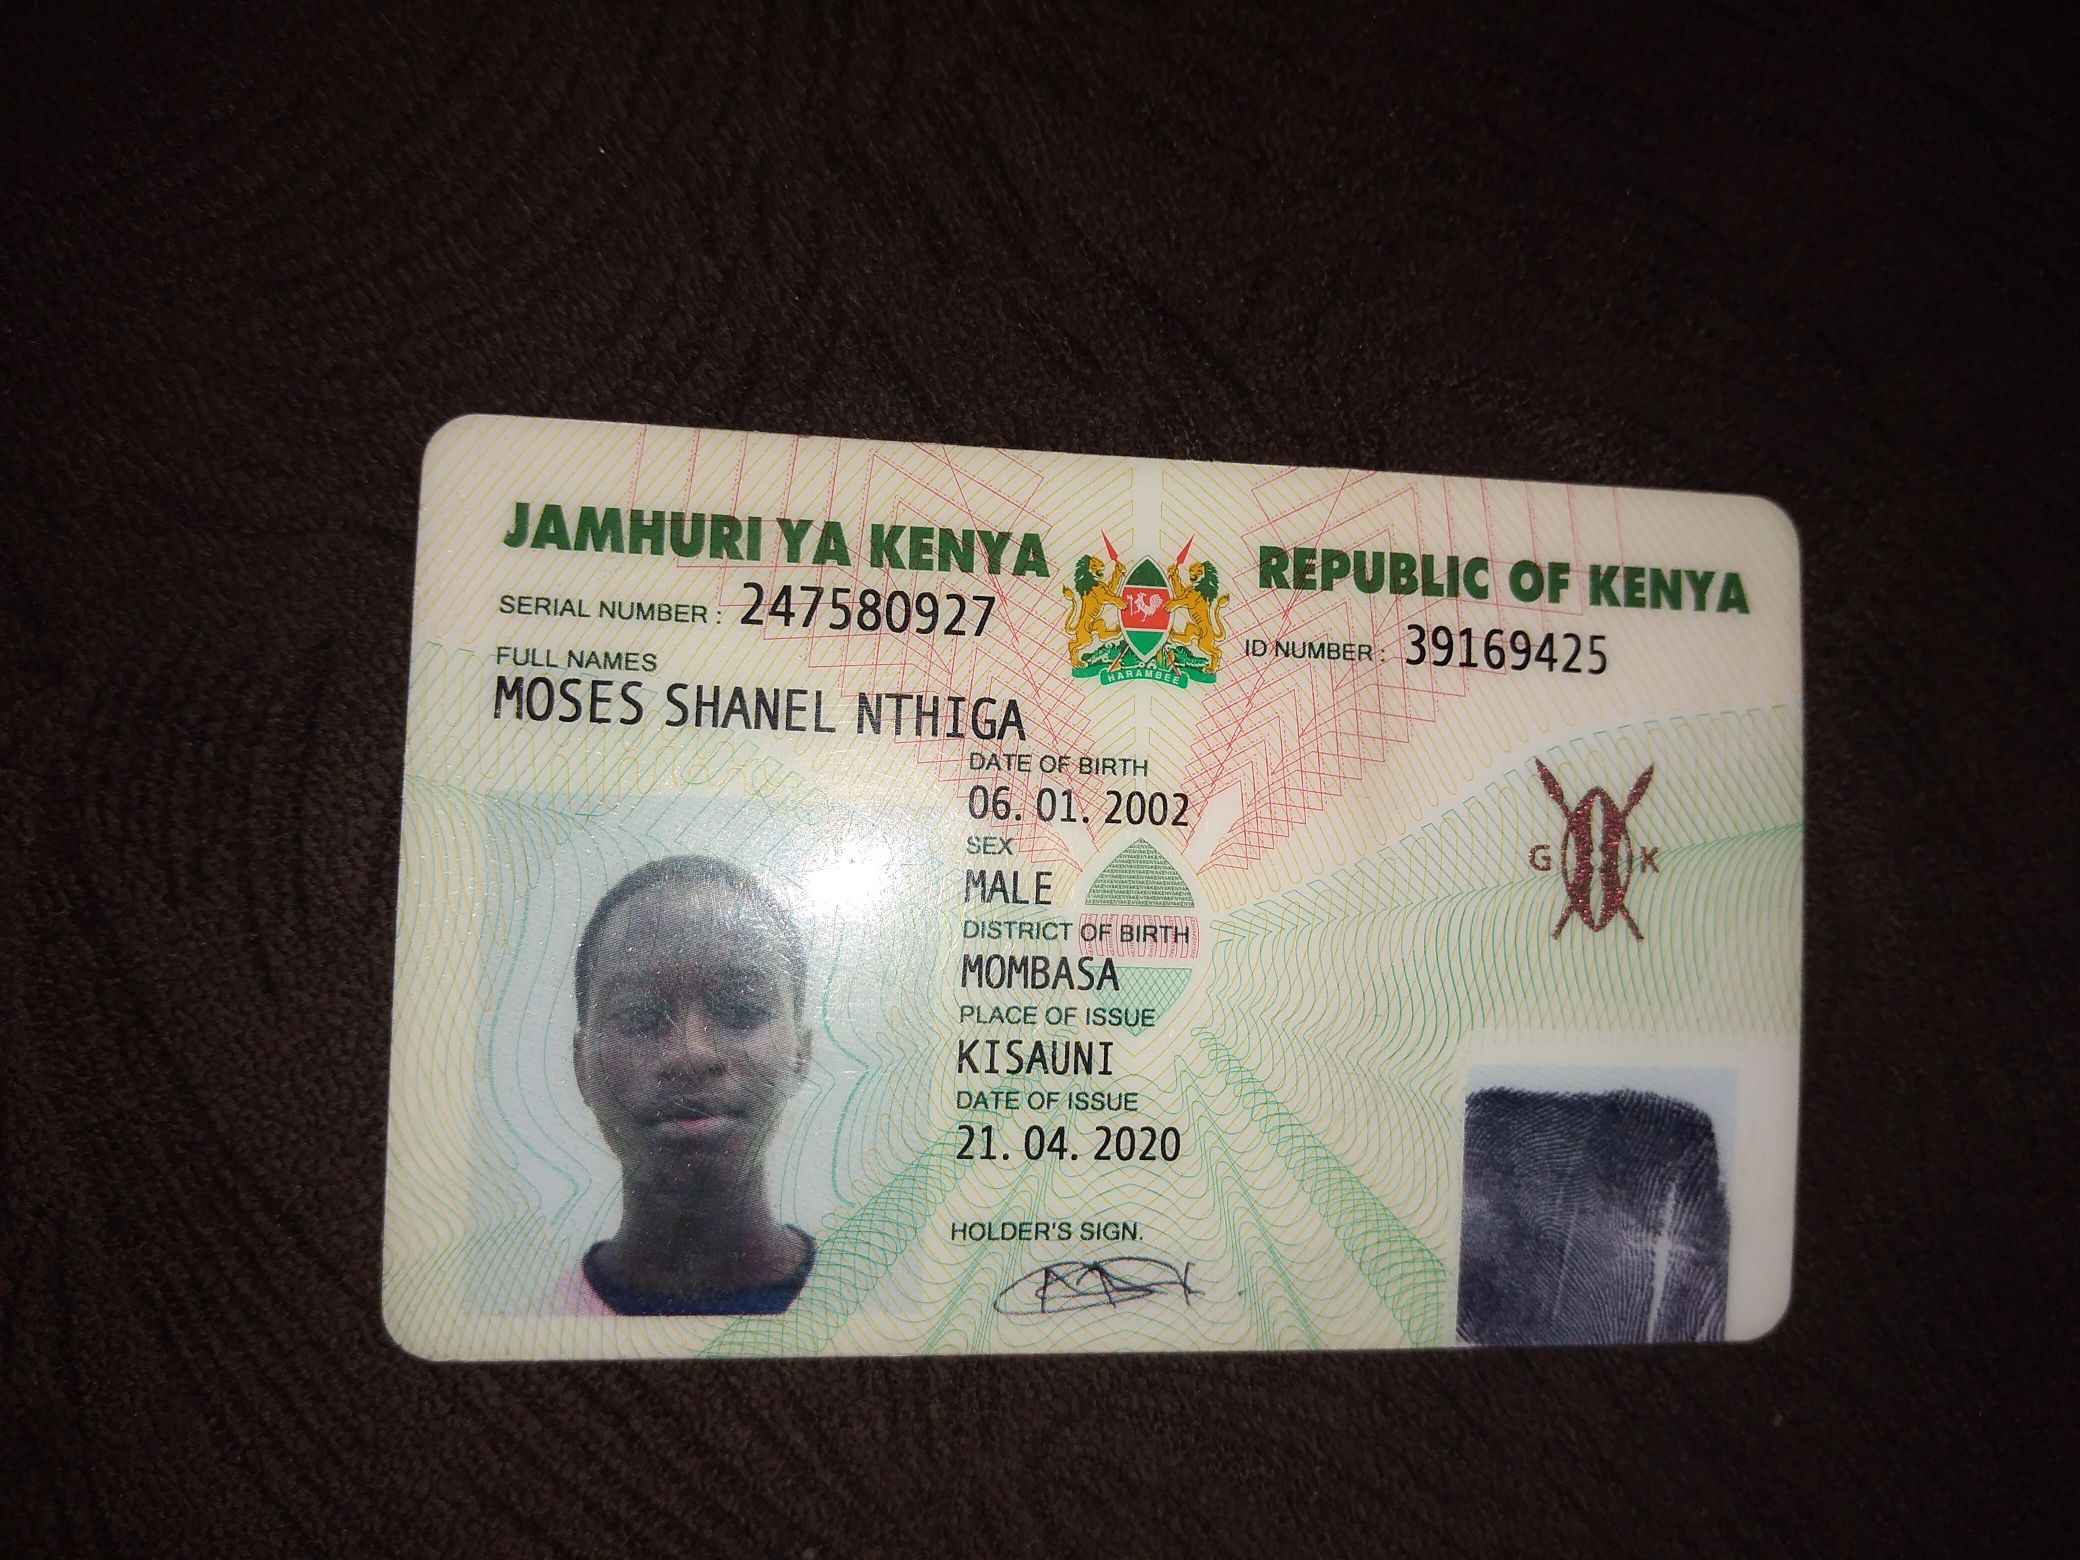 JAMHURI YA KENYA
REPUBLIC OF KENYA
SERIAL NUMBER : 247580927
ID NUMBER : 39169425
FULL NAMES
MOSES SHANEL NTHIGA
HARAMBEE
DATE OF BIRTH
06. 01. 2002
SEX
MALE
DISTRICT OF BIRTH
MOMBASA
PLACE OF ISSUE
KISAUNI
DATE OF ISSUE
21. 04. 2020
HOLDER'S SIGN.
G K